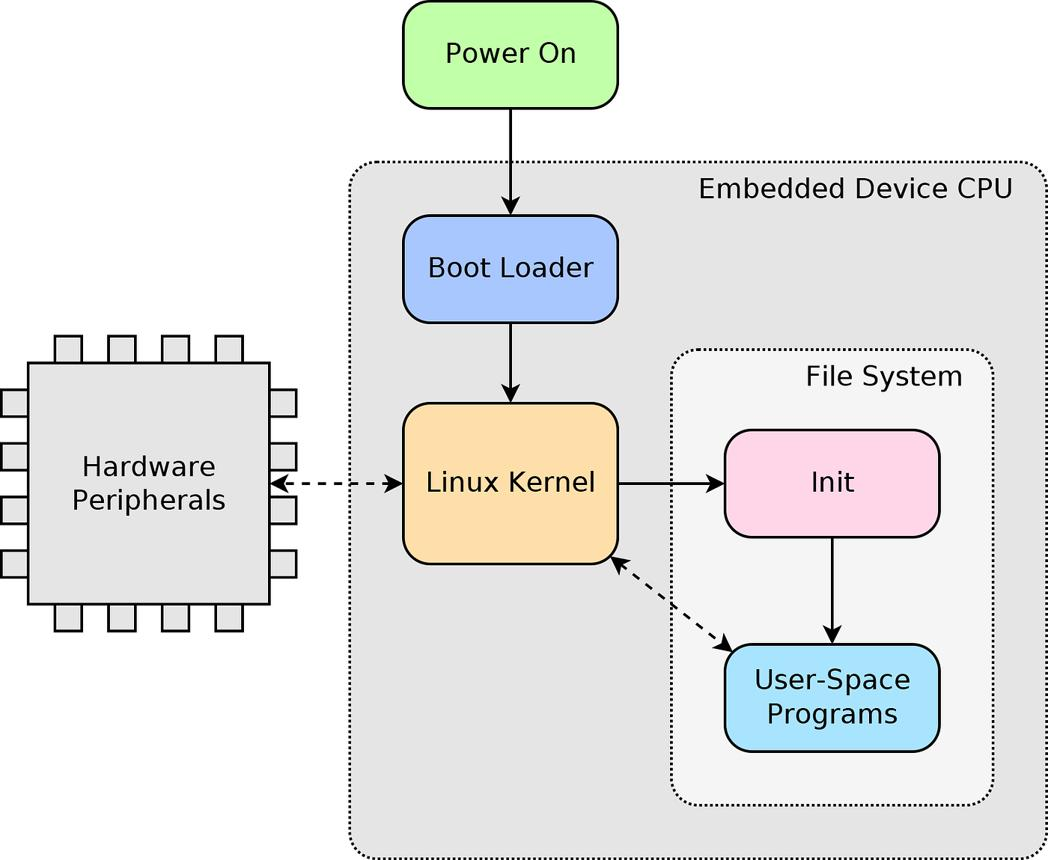 Power On
Embedded Device CPU
Boot Loader
File System
Hardware
Peripherals
Linux Kernel
Init
User-Space
Programs